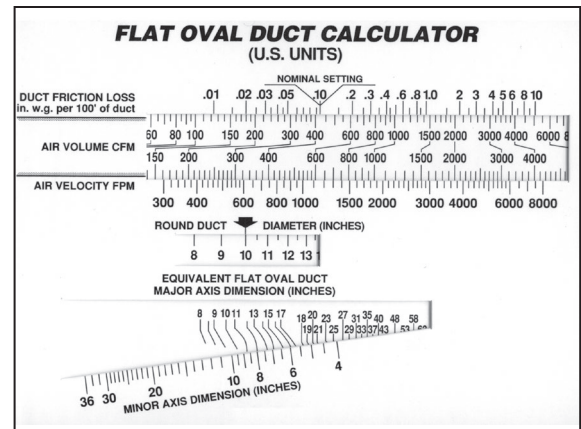 FLAT OVAL DUCT CALCULATOR
(U.S. UNITS)
NOMINAL SETTING
DUCT FRICTION LOSS
in. w.g. per 100' of duct
.01 .02 .03 .05 .10 .2 .3 .4 .6 .8 1.0 2 3 4 5 6 8 10
AIR VOLUME CFM
60 80 100 150 200 300 400 600 800 1000 1500 2000 3000 4000 6000 8
150 200 300 400 600 800 1000 1500 2000 3000 4000
AIR VELOCITY FPM
300 400 600 800 1000 1500 2000 3000 4000 6000 8000
ROUND DUCT DIAMETER (INCHES)
8 9 10 11 12 13 1
EQUIVALENT FLAT OVAL DUCT
MAJOR AXIS DIMENSION (INCHES)
8 9 10 11 13 15 17 18 20 23 27 31 35 40 48 58
19 21 25 29 33 37 43 53
36 30 20 10 8 6 4
MINOR AXIS DIMENSION (INCHES)